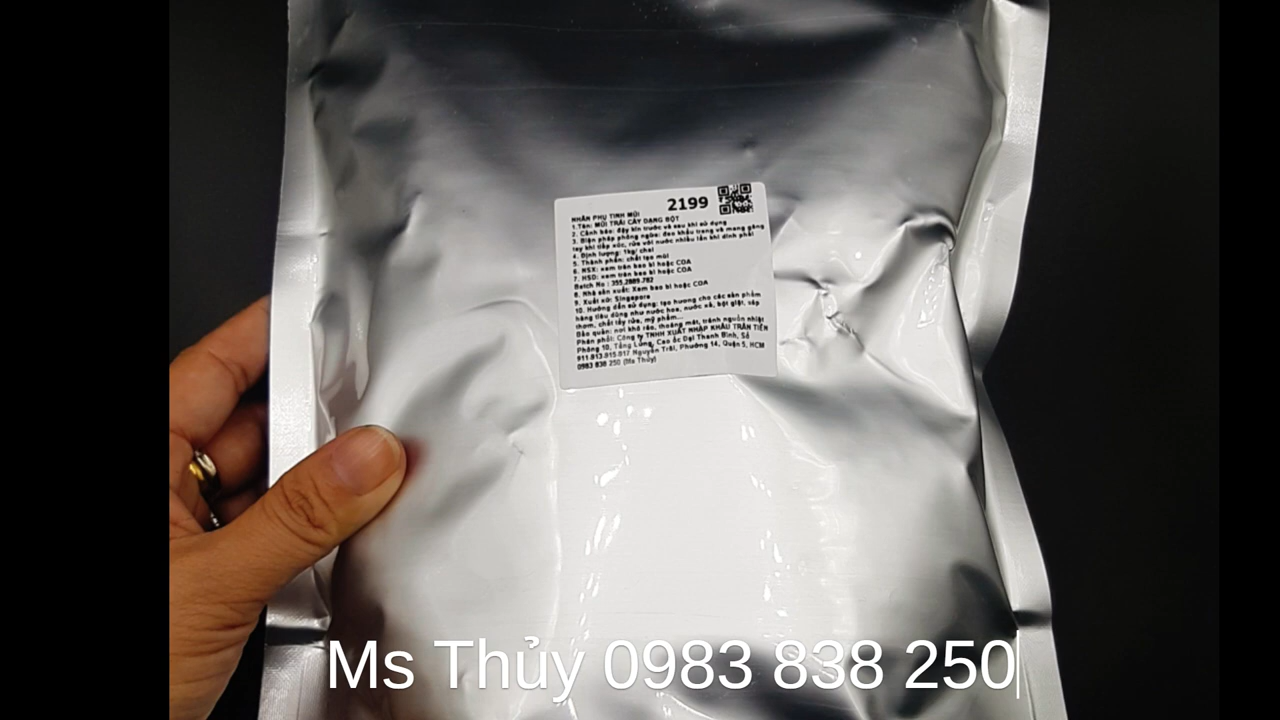 2199
NHÃN PHỤ TINH MÙI
1.Tên: MÙI TRÁI CÂY DẠNG BỘT
2. Cảnh báo: đậy kín trước và sau khi sử dụng
3. Biện pháp phòng ngừa: đeo khẩu trang và mang găng
tay khi tiếp xúc, rửa với nước nhiều lần khi dính phải
4. Định lượng: 1kg/ chai
5. Thành phần: chất tạo mùi
6. NSX: xem trên bao bì hoặc COA
7. HSD: xem trên bao bì hoặc COA
Batch No : 355.2889.782
8. Nhà sản xuất: Xem bao bì hoặc COA
9. Xuất xứ: Singapore
10. Hướng dẫn sử dụng: tạo hương cho các sản phẩm
hàng tiêu dùng như nước hoa, nước xả, bột giặt, sáp
thơm, chất tẩy rửa, mỹ phẩm...
Bảo quản: nơi khô ráo, thoáng mát, tránh nguồn nhiệt
Phân phối: Công ty TNHH XUẤT NHẬP KHẨU TRẦN TIẾN
Phòng 10, Tầng Lửng, Cao ốc Đại Thanh Bình, Số
911.913.915.917 Nguyễn Trãi, Phường 14, Quận 5, HCM
0983 838 250 (Ms Thủy)
Ms Thủy 0983 838 250